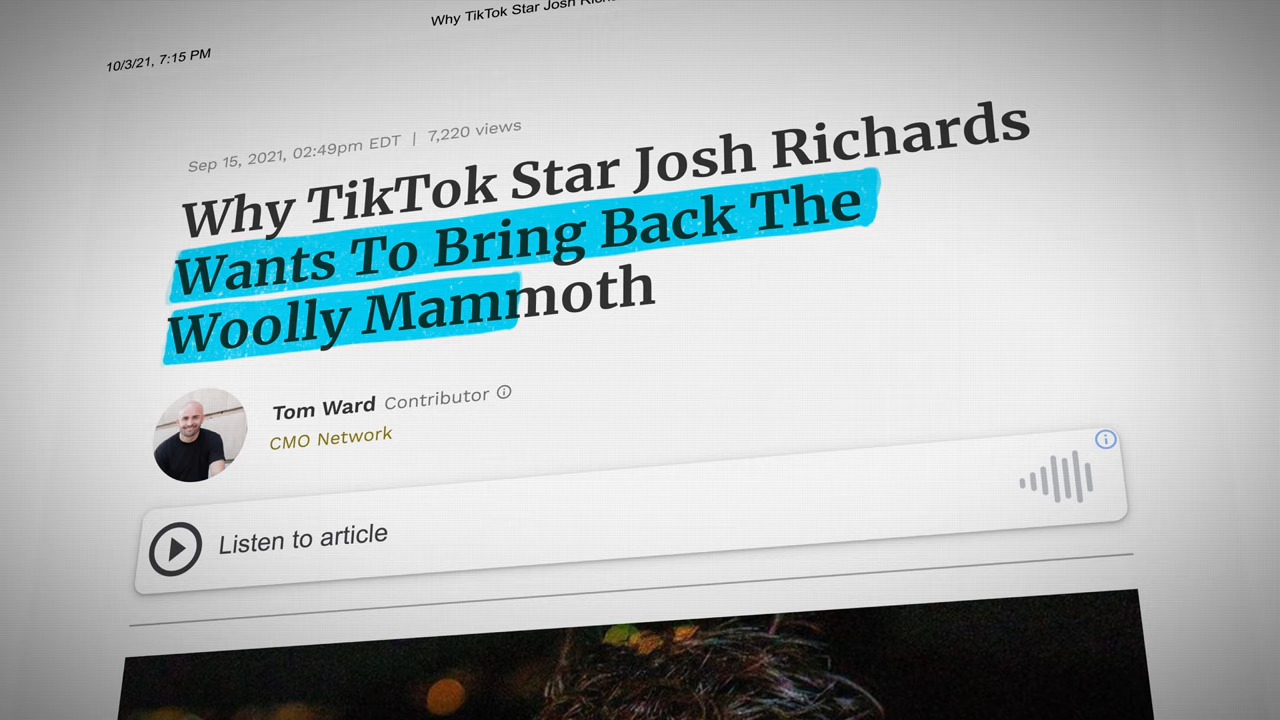 Why TikTok Star Josh
10/3/21, 7:15 PM
Sep 15, 2021, 02:49pm EDT | 7,220 views
Why TikTok Star Josh Richards
Wants To Bring Back The
Woolly Mammoth
Tom Ward Contributor
CMO Network
Listen to article